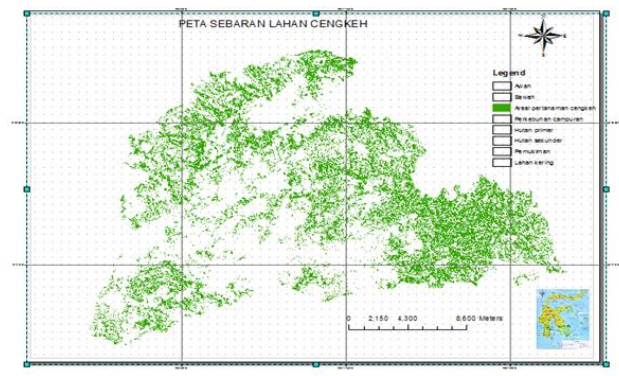 PETA SEBARAN LAHAN CENGKEH
Legend
Awan
Sawah
Areal pertanaman cengkeh
Perkebunan campuran
Hutan primer
Hutan sekunder
Pemukiman
Lahan kering
0 2,150 4,300 8,600 Meters